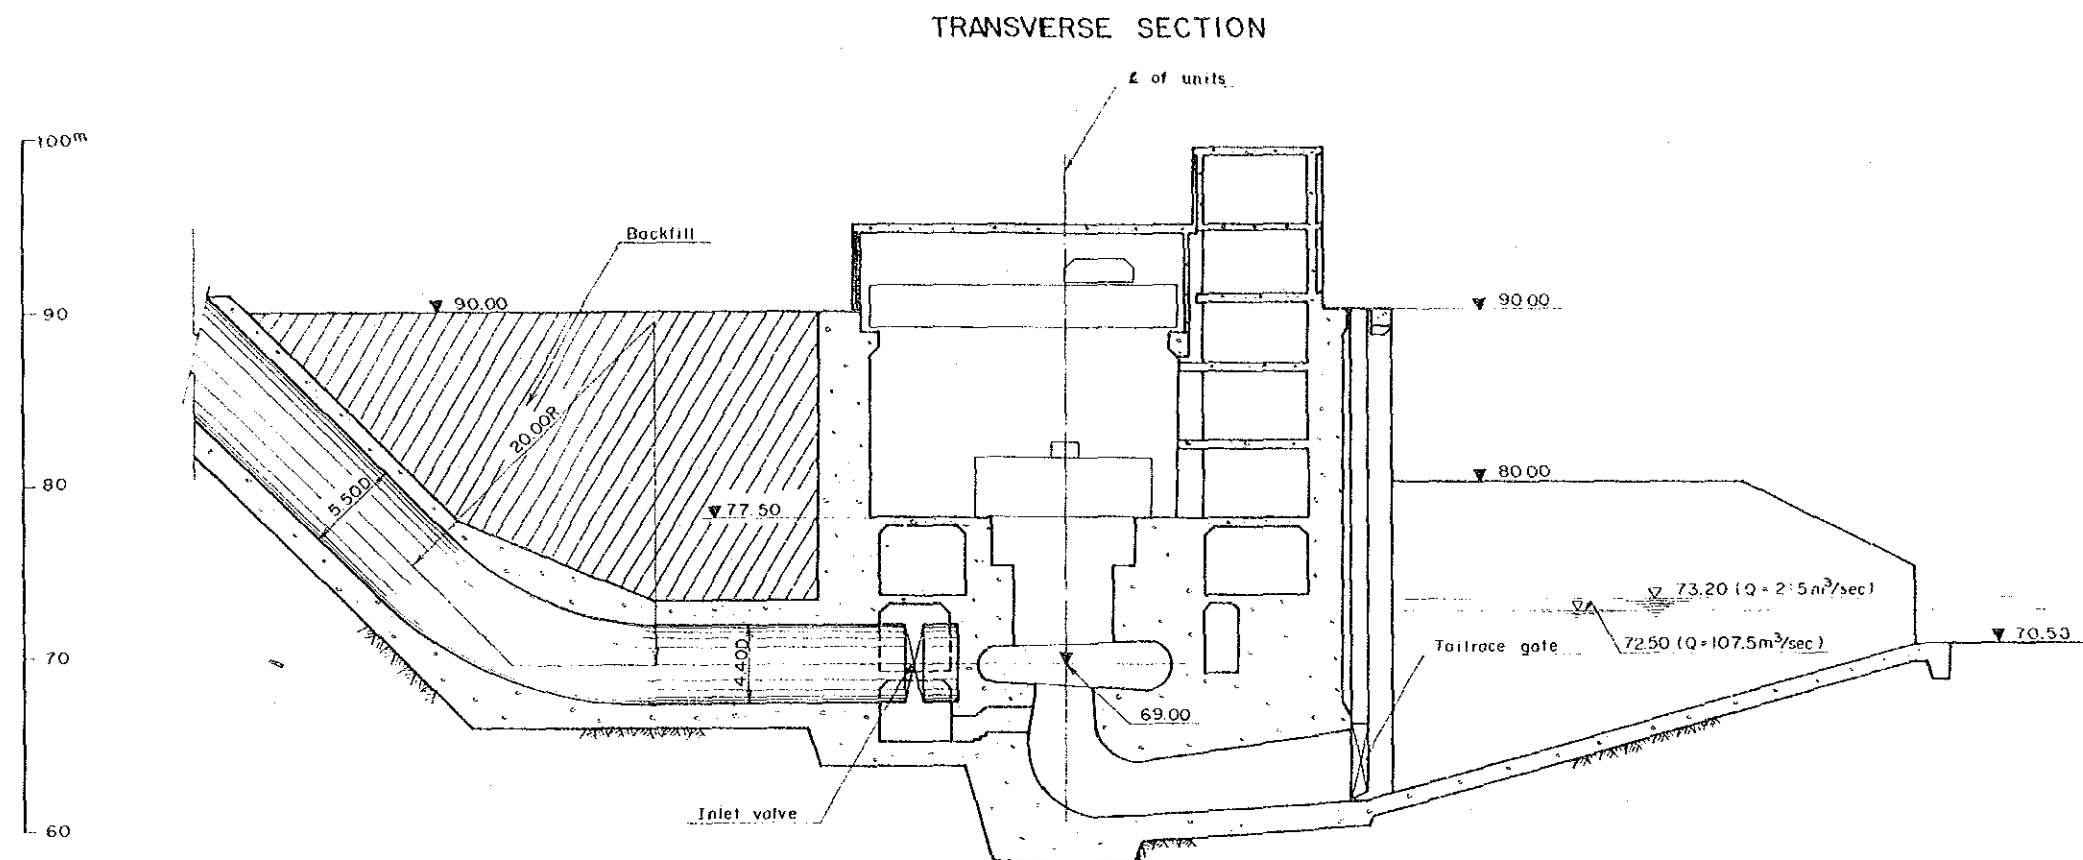 TRANSVERSE SECTION
℄ of units
100m
Backfill
90.00
90
90.00
20.00R
80
80.00
5.50D
77.50
73.20 (Q = 215m³/sec)
72.50 (Q=107.5m³/sec)
Tailrace gate
70.50
70
4.40D
69.00
Inlet valve
60